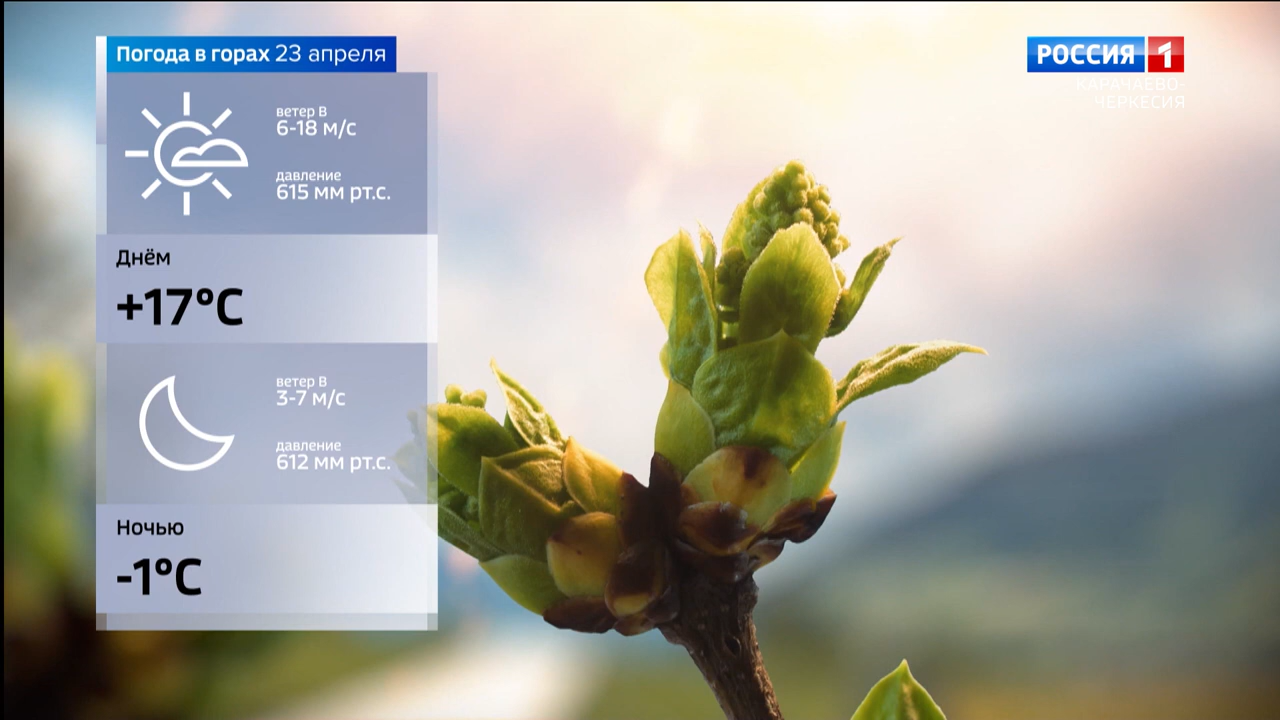 Погода в горах 23 апреля
ветер В
6-18 м/с
давление
615 мм рт.с.
Днём
+17°C
ветер В
3-7 м/с
давление
612 мм рт.с.
Ночью
-1°C
РОССИЯ 1
КАРАЧАЕВО-
ЧЕРКЕСИЯ